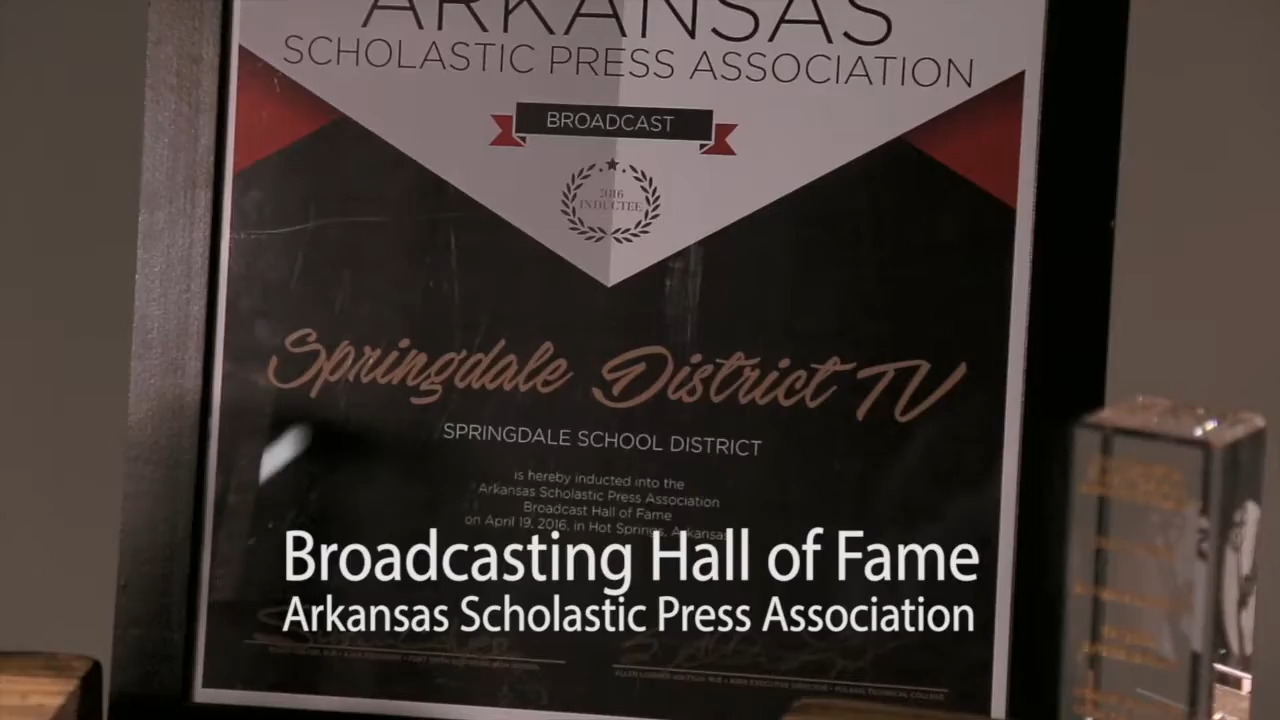 ARKANSAS
SCHOLASTIC PRESS ASSOCIATION
BROADCAST
2016
INDUCTEE
Springdale District TV
SPRINGDALE SCHOOL DISTRICT
is hereby inducted into the
Arkansas Scholastic Press Association
Broadcast Hall of Fame
on April 19, 2016, in Hot Springs, Arkansas
Broadcasting Hall of Fame
Arkansas Scholastic Press Association